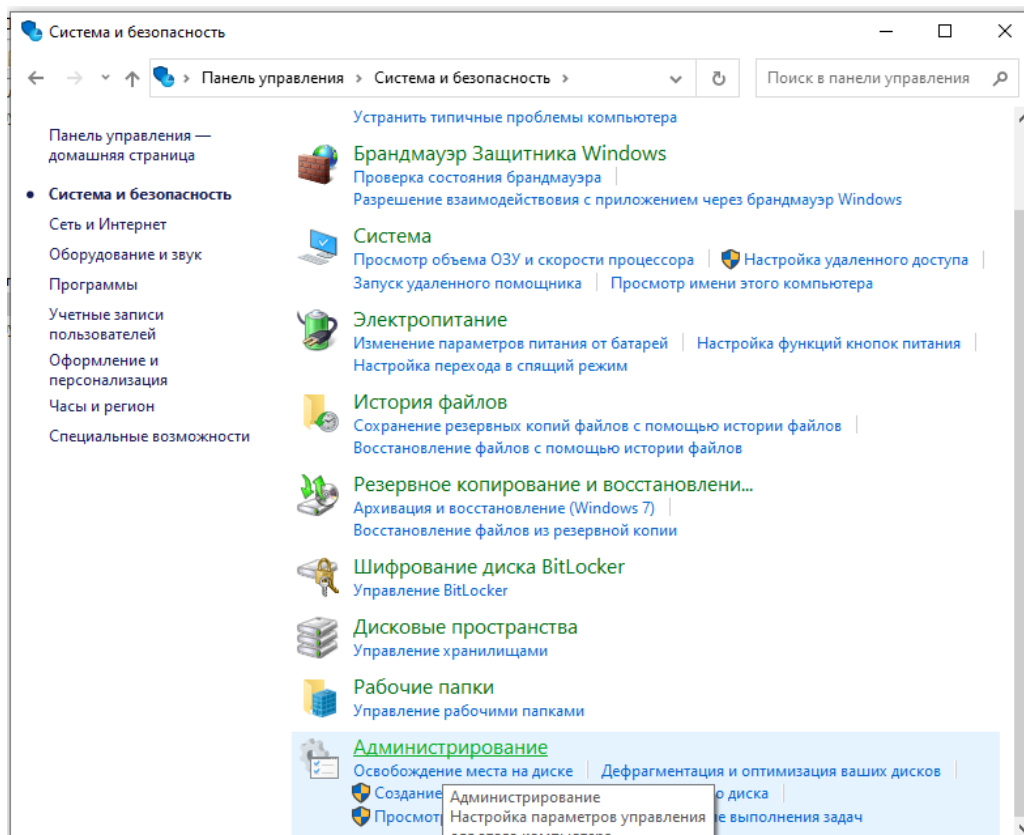 Система и безопасность
Панель управления › Система и безопасность ›
Поиск в панели управления
Панель управления —
домашняя страница
Система и безопасность
Сеть и Интернет
Оборудование и звук
Программы
Учетные записи
пользователей
Оформление и
персонализация
Часы и регион
Специальные возможности
Устранить типичные проблемы компьютера
Брандмауэр Защитника Windows
Проверка состояния брандмауэра
Разрешение взаимодействовия с приложением через брандмауэр Windows
Система
Просмотр объема ОЗУ и скорости процессора | Настройка удаленного доступа
Запуск удаленного помощника | Просмотр имени этого компьютера
Электропитание
Изменение параметров питания от батарей | Настройка функций кнопок питания
Настройка перехода в спящий режим
История файлов
Сохранение резервных копий файлов с помощью истории файлов
Восстановление файлов с помощью истории файлов
Резервное копирование и восстановлени...
Архивация и восстановление (Windows 7)
Восстановление файлов из резервной копии
Шифрование диска BitLocker
Управление BitLocker
Дисковые пространства
Управление хранилищами
Рабочие папки
Управление рабочими папками
Администрирование
Освобождение места на диске | Дефрагментация и оптимизация ваших дисков
Создание диска
Просмот выполнения задач
Администрирование
Настройка параметров управления